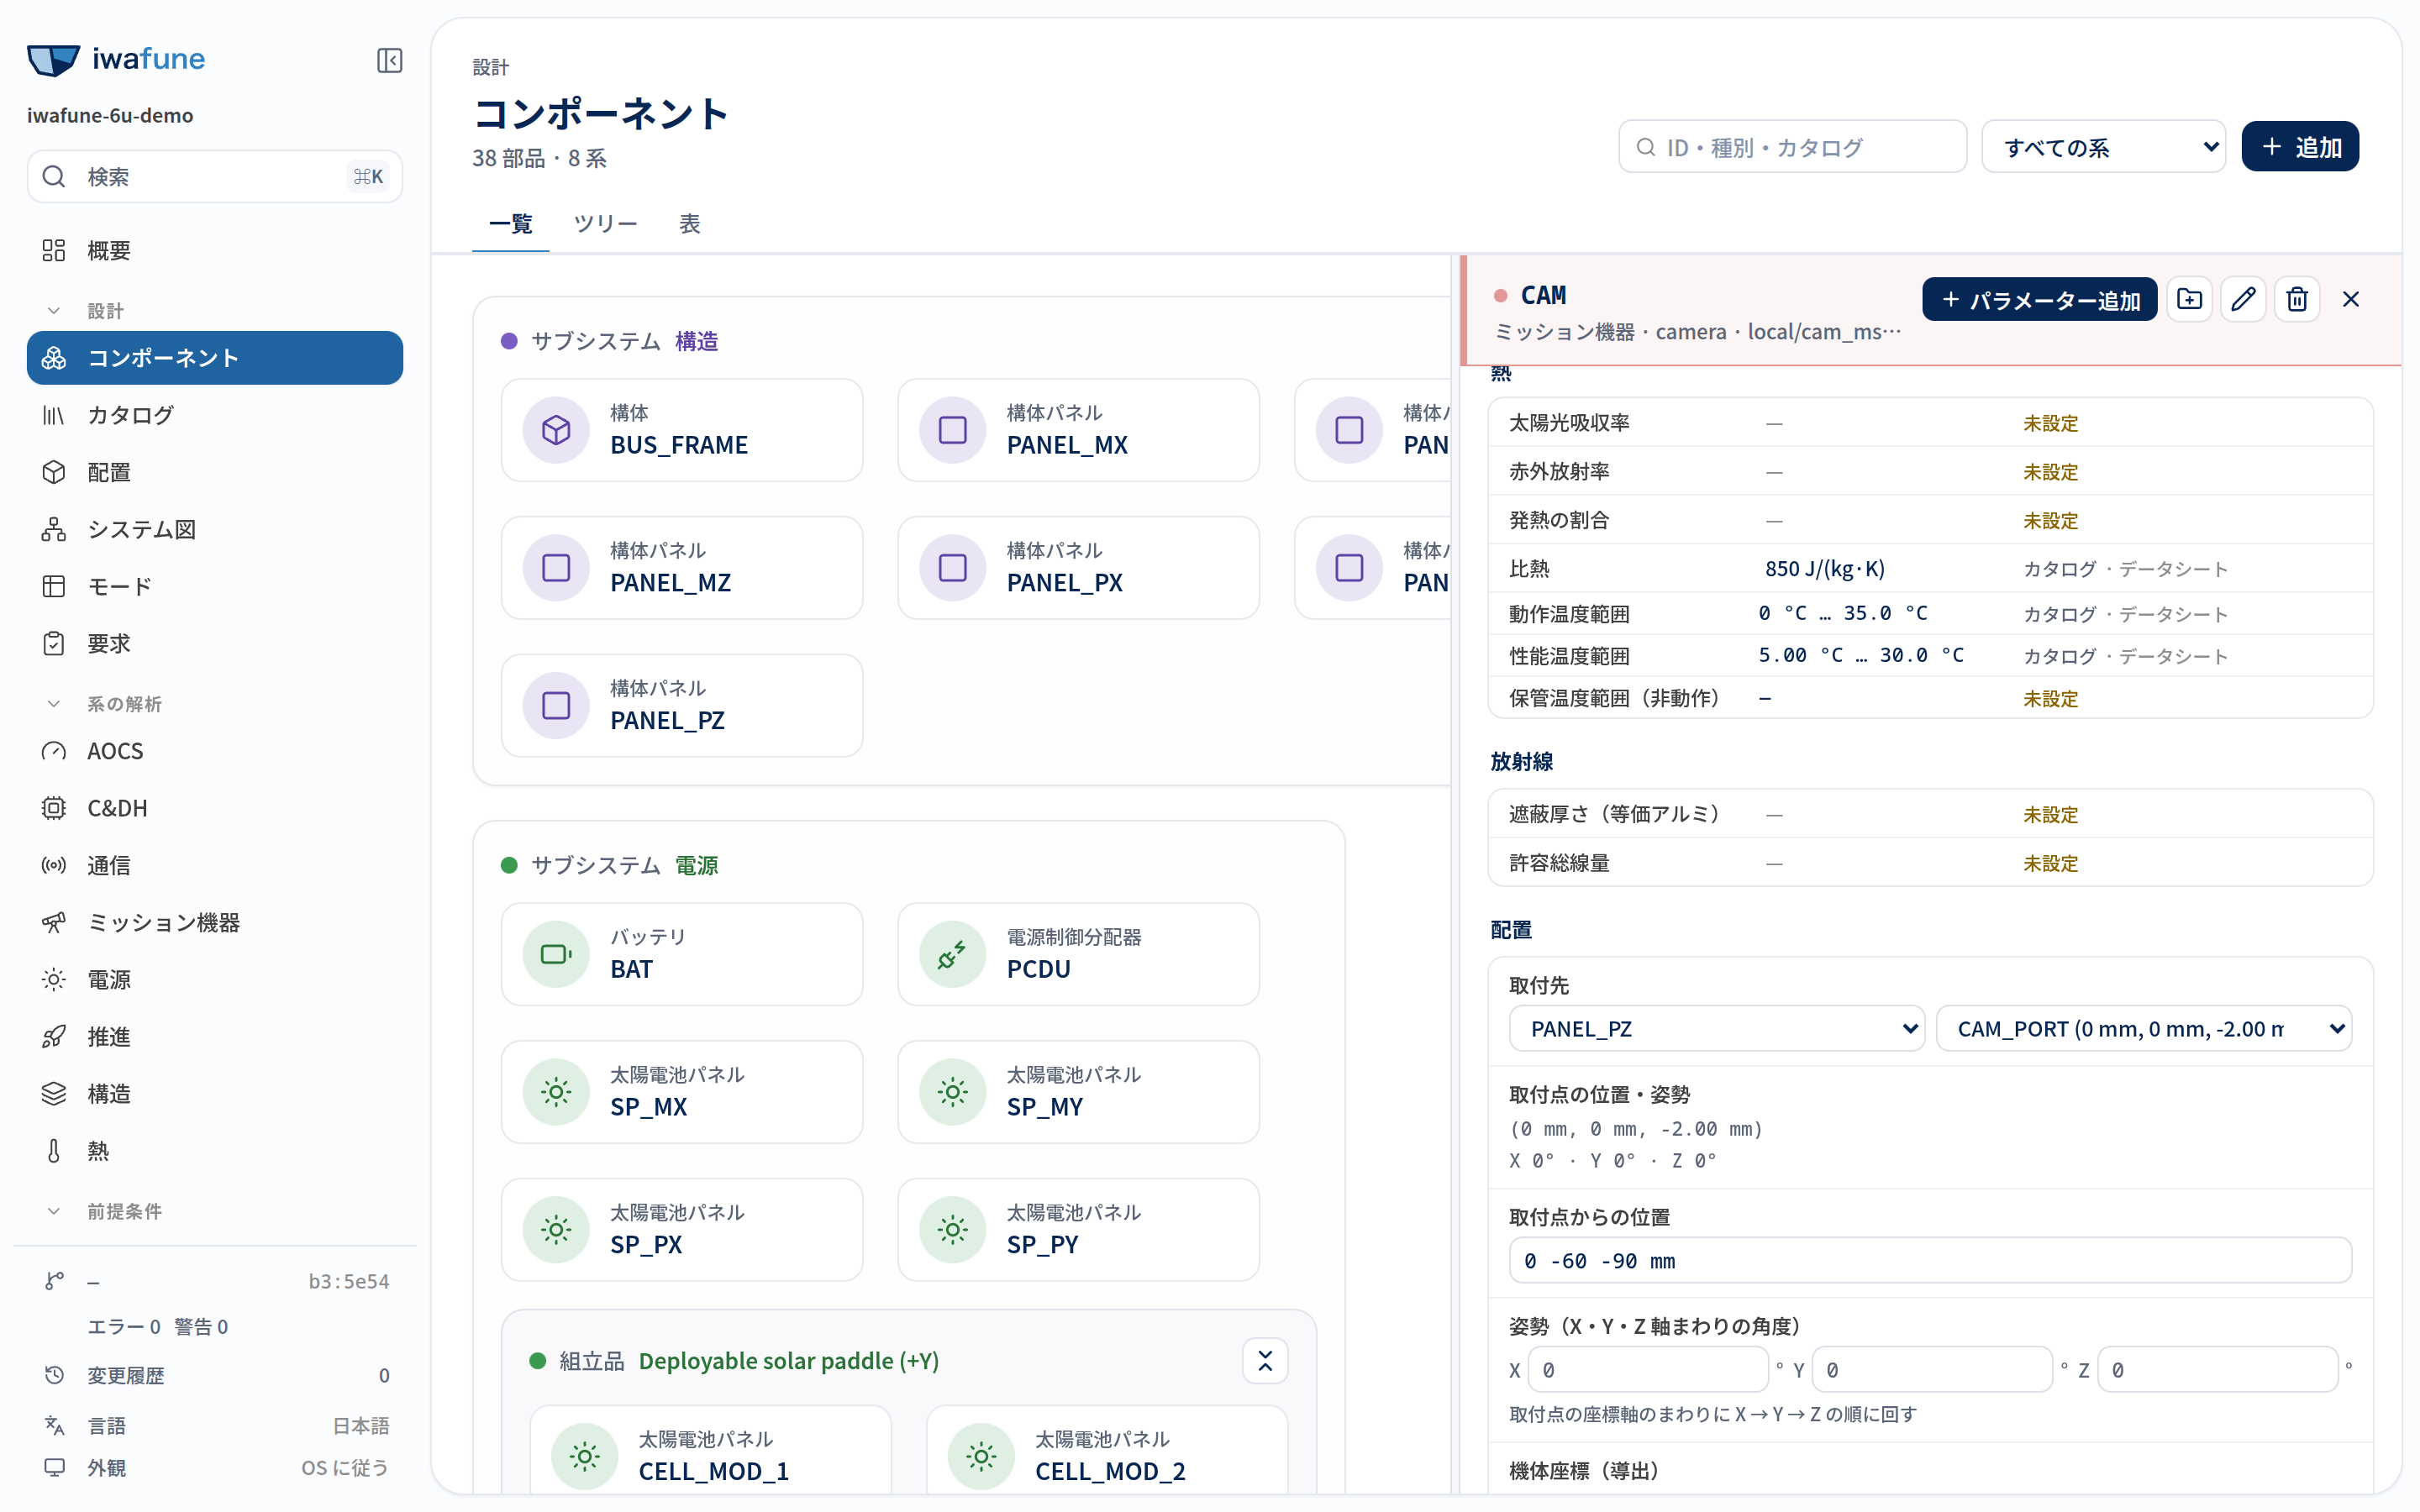 iwafune
iwafune-6u-demo
検索 ⌘K
概要
設計
コンポーネント
カタログ
配置
システム図
モード
要求
系の解析
AOCS
C&DH
通信
ミッション機器
電源
推進
構造
熱
前提条件
— b3:5e54
エラー 0 警告 0
変更履歴 0
言語 日本語
外観 OS に従う
設計
コンポーネント
38 部品 · 8 系
ID・種別・カタログ
すべての系
追加
一覧 ツリー 表
サブシステム 構造
構体
BUS_FRAME
構体パネル
PANEL_MX
構体パ
PAN
構体パネル
PANEL_MZ
構体パネル
PANEL_PX
構体パ
PAN
構体パネル
PANEL_PZ
サブシステム 電源
バッテリ
BAT
電源制御分配器
PCDU
太陽電池パネル
SP_MX
太陽電池パネル
SP_MY
太陽電池パネル
SP_PX
太陽電池パネル
SP_PY
組立品 Deployable solar paddle (+Y)
太陽電池パネル
CELL_MOD_1
太陽電池パネル
CELL_MOD_2
CAM
ミッション機器 · camera · local/cam_ms…
パラメーター追加
熱
太陽光吸収率 — 未設定
赤外放射率 — 未設定
発熱の割合 — 未設定
比熱 850 J/(kg·K) カタログ · データシート
動作温度範囲 0 °C … 35.0 °C カタログ · データシート
性能温度範囲 5.00 °C … 30.0 °C カタログ · データシート
保管温度範囲（非動作） — 未設定
放射線
遮蔽厚さ（等価アルミ） — 未設定
許容総線量 — 未設定
配置
取付先
PANEL_PZ
CAM_PORT (0 mm, 0 mm, -2.00 m
取付点の位置・姿勢
(0 mm, 0 mm, -2.00 mm)
X 0° · Y 0° · Z 0°
取付点からの位置
0 -60 -90 mm
姿勢（X・Y・Z 軸まわりの角度）
X 0 ° Y 0 ° Z 0 °
取付点の座標軸のまわりに X → Y → Z の順に回す
機体座標（導出）